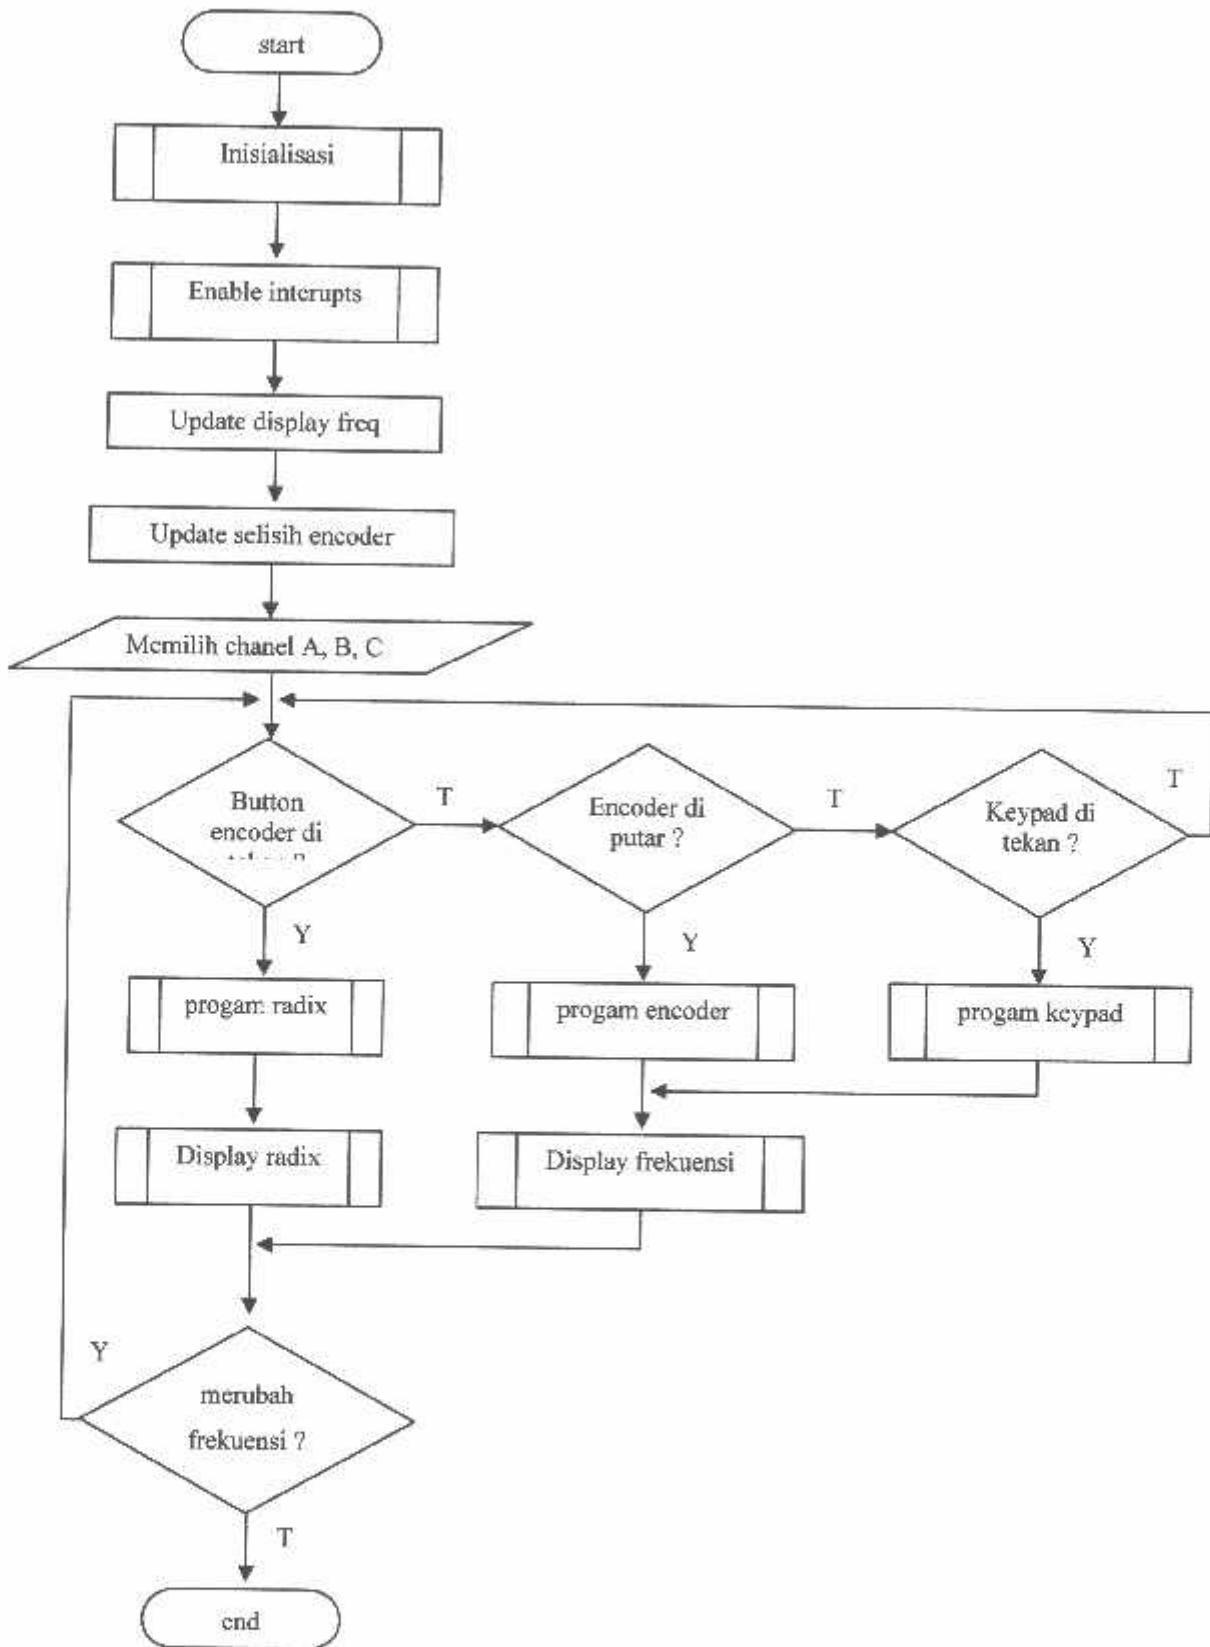 start
Inisialisasi
Enable interupts
Update display freq
Update selisih encoder
Memilih chanel A, B, C
Button
encoder di
T
Encoder di
putar ?
T
Keypad di
tekan ?
T
Y
Y
Y
progam radix
progam encoder
progam keypad
Display radix
Display frekuensi
Y
merubah
frekuensi ?
T
end